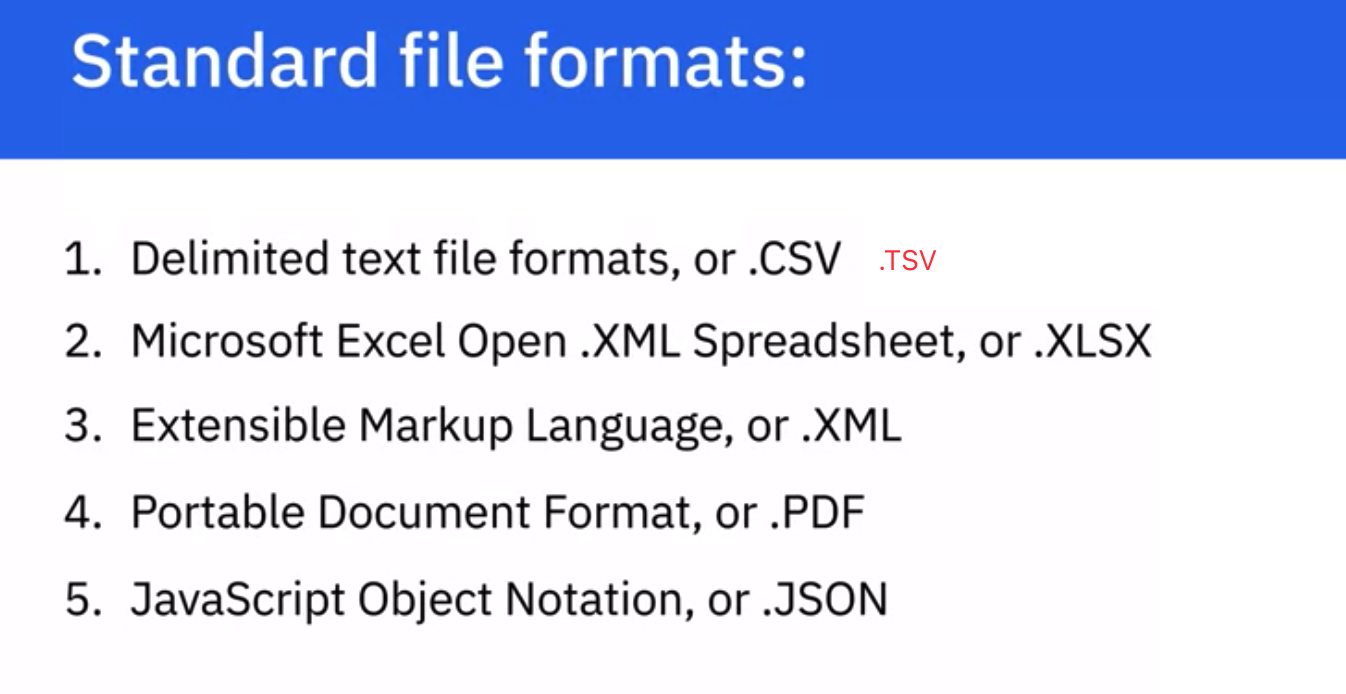 Standard file formats:
1. Delimited text file formats, or .CSV .TSV
2. Microsoft Excel Open .XML Spreadsheet, or .XLSX
3. Extensible Markup Language, or .XML
4. Portable Document Format, or .PDF
5. JavaScript Object Notation, or .JSON